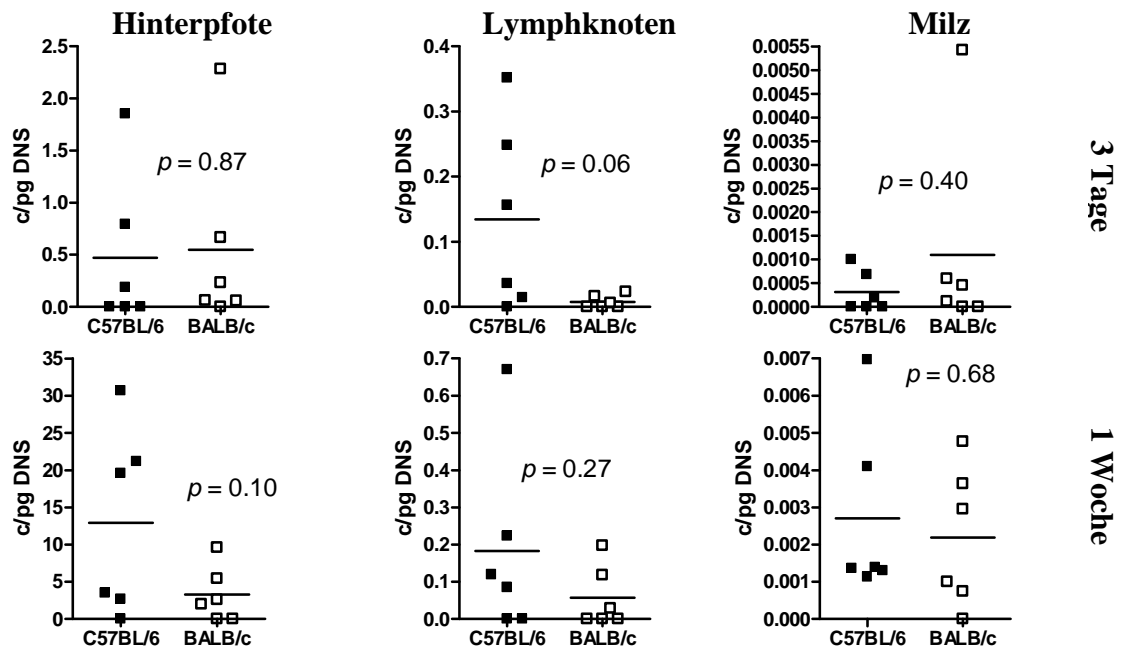 Hinterpfote
Lymphknoten
Milz
c/pg DNS
2.5
2.0
1.5
1.0
0.5
0.0
p = 0.87
C57BL/6
BALB/c
c/pg DNS
0.4
0.3
0.2
0.1
0.0
p = 0.06
C57BL/6
BALB/c
c/pg DNS
0.0055
0.0050
0.0045
0.0040
0.0035
0.0030
0.0025
0.0020
0.0015
0.0010
0.0005
0.0000
p = 0.40
C57BL/6
BALB/c
3 Tage
c/pg DNS
35
30
25
20
15
10
5
0
p = 0.10
C57BL/6
BALB/c
c/pg DNS
0.7
0.6
0.5
0.4
0.3
0.2
0.1
0.0
p = 0.27
C57BL/6
BALB/c
c/pg DNS
0.007
0.006
0.005
0.004
0.003
0.002
0.001
0.000
p = 0.68
C57BL/6
BALB/c
1 Woche